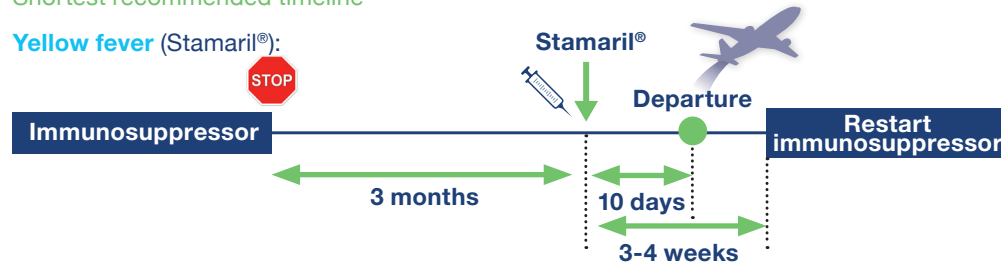 Shortest recommended timeline
Yellow fever (Stamaril®):
STOP
Stamaril®
Departure
Immunosuppressor
Restart
immunosuppressor
3 months
10 days
3-4 weeks